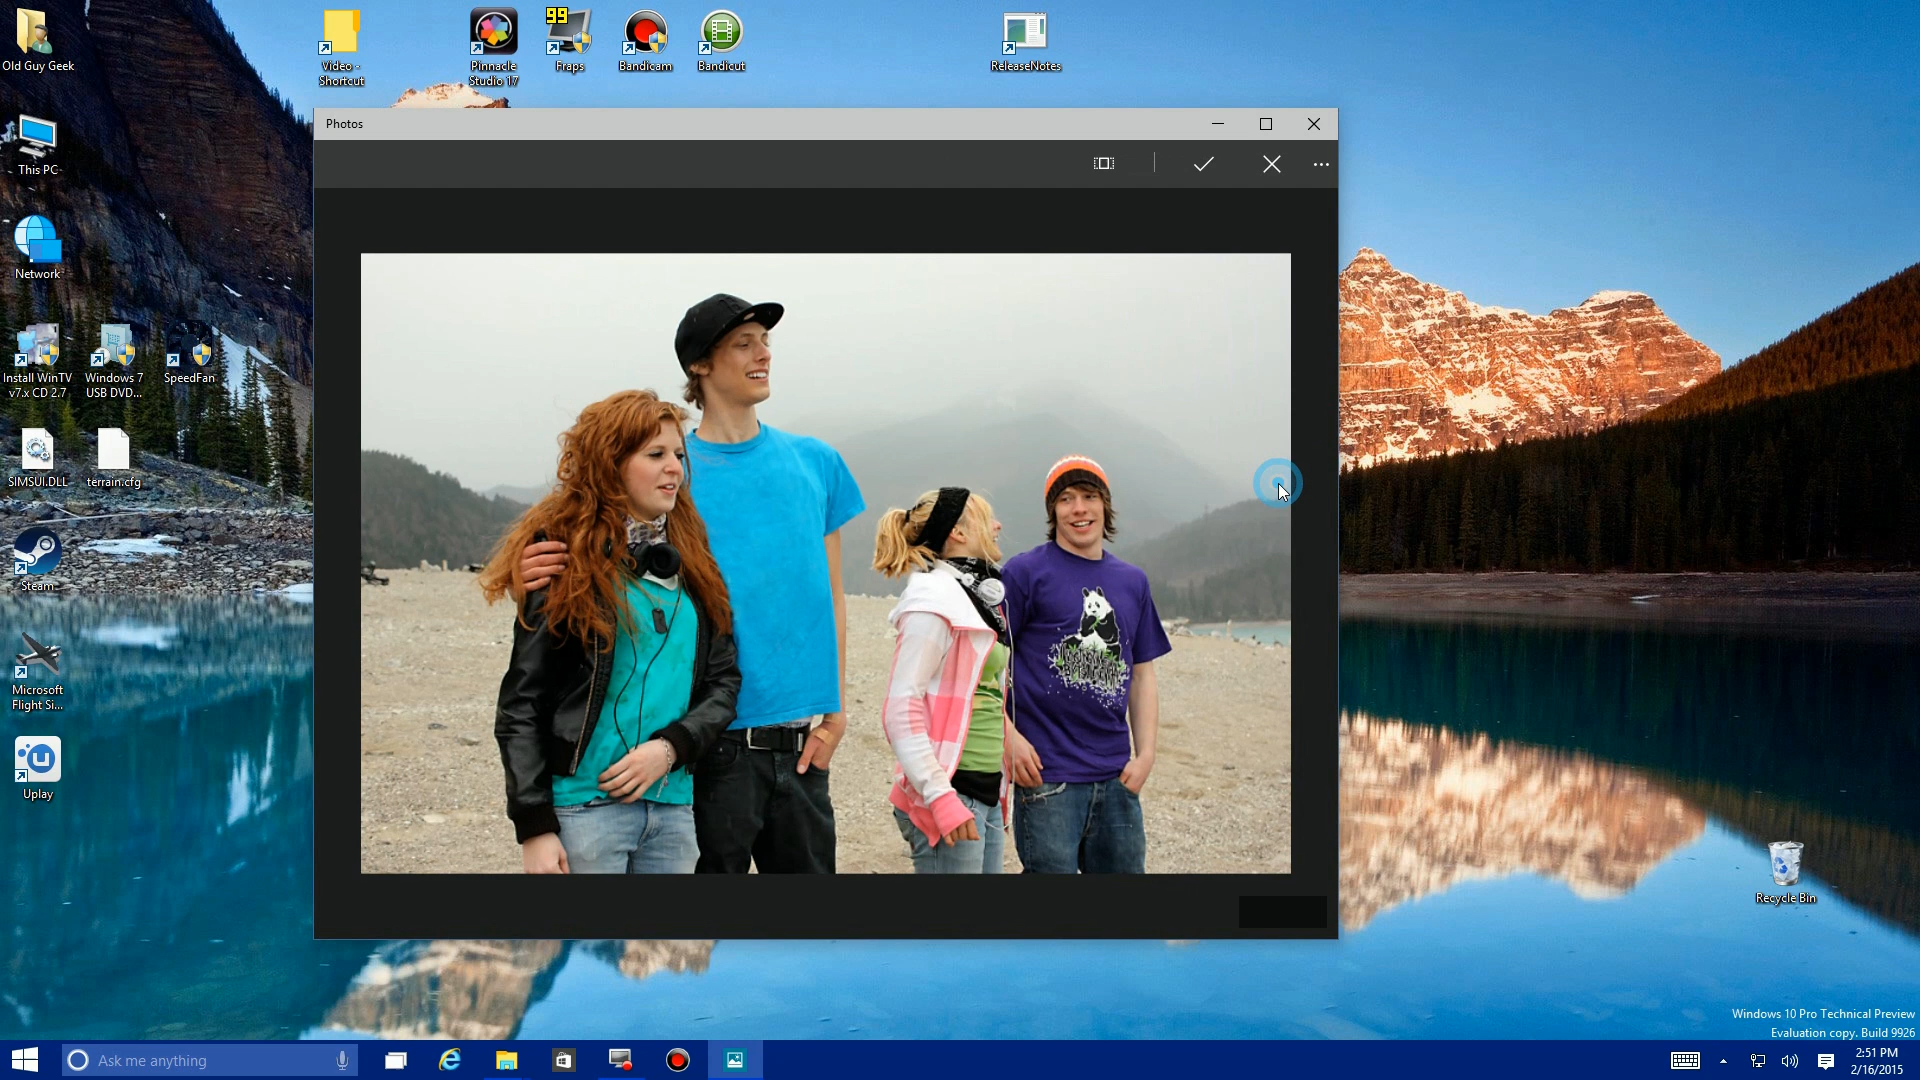 Old Guy Geek
Video -
Shortcut
Pinnacle
Studio 17
99
Fraps
Bandicam
Bandicut
ReleaseNotes
Photos
This PC
Network
Install WinTV
v7.x CD 2.7
Windows 7
USB DVD...
SpeedFan
SIMSUI.DLL
terrain.cfg
Steam
Microsoft
Flight Si...
Uplay
Recycle Bin
Windows 10 Pro Technical Preview
Evaluation copy. Build 9926
Ask me anything
2:51 PM
2/16/2015